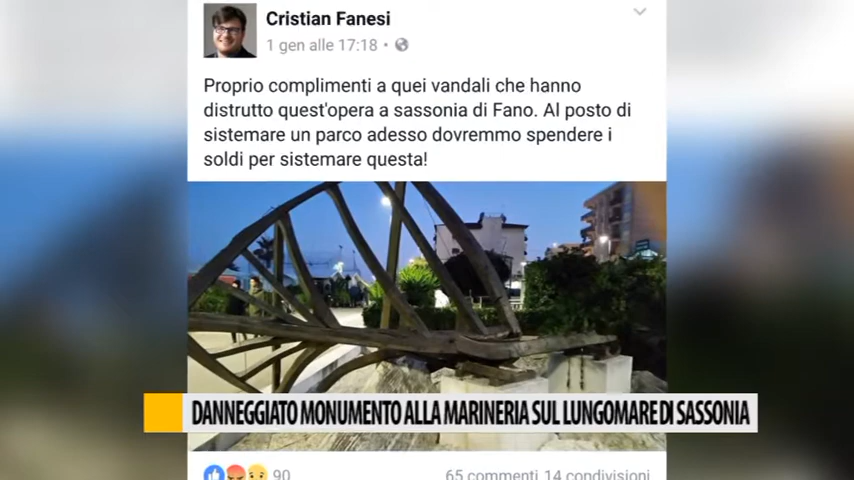 Cristian Fanesi
1 gen alle 17:18
Proprio complimenti a quei vandali che hanno
distrutto quest'opera a sassonia di Fano. Al posto di
sistemare un parco adesso dovremmo spendere i
soldi per sistemare questa!
DANNEGGIATO MONUMENTO ALLA MARINERIA SUL LUNGOMARE DI SASSONIA
90
65 commenti 14 condivisioni